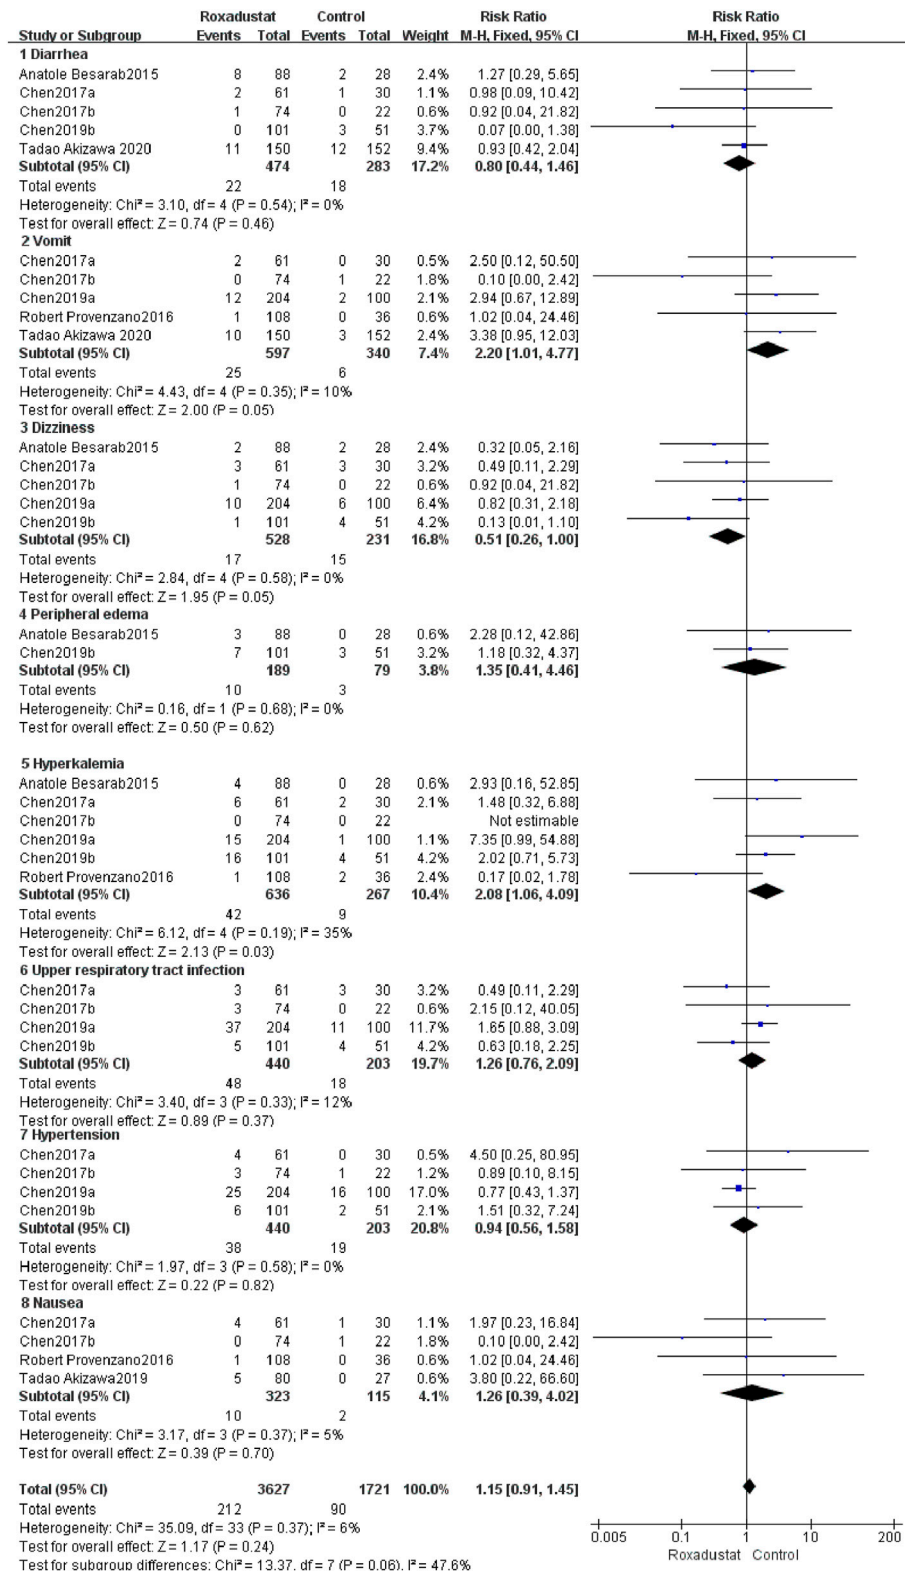 Roxadustat Control Risk Ratio Risk Ratio
Study or Subgroup Events Total Events Total Weight M-H, Fixed, 95% CI M-H, Fixed, 95% CI
1 Diarrhea
Anatole Besarab2015 8 88 2 28 2.4% 1.27 [0.29, 5.65]
Chen2017a 2 61 1 30 1.1% 0.98 [0.09, 10.42]
Chen2017b 1 74 0 22 0.6% 0.92 [0.04, 21.82]
Chen2019b 0 101 3 51 3.7% 0.07 [0.00, 1.38]
Tadao Akizawa 2020 11 150 12 152 9.4% 0.93 [0.42, 2.04]
Subtotal (95% CI) 474 283 17.2% 0.80 [0.44, 1.46]
Total events 22 18
Heterogeneity: Chi² = 3.10, df = 4 (P = 0.54); I² = 0%
Test for overall effect: Z = 0.74 (P = 0.46)
2 Vomit
Chen2017a 2 61 0 30 0.5% 2.50 [0.12, 50.50]
Chen2017b 0 74 1 22 1.8% 0.10 [0.00, 2.42]
Chen2019a 12 204 2 100 2.1% 2.94 [0.67, 12.89]
Robert Provenzano2016 1 108 0 36 0.6% 1.02 [0.04, 24.46]
Tadao Akizawa 2020 10 150 3 152 2.4% 3.38 [0.95, 12.03]
Subtotal (95% CI) 597 340 7.4% 2.20 [1.01, 4.77]
Total events 25 6
Heterogeneity: Chi² = 4.43, df = 4 (P = 0.35); I² = 10%
Test for overall effect: Z = 2.00 (P = 0.05)
3 Dizziness
Anatole Besarab2015 2 88 2 28 2.4% 0.32 [0.05, 2.16]
Chen2017a 3 61 3 30 3.2% 0.49 [0.11, 2.29]
Chen2017b 1 74 0 22 0.6% 0.92 [0.04, 21.82]
Chen2019a 10 204 6 100 6.4% 0.82 [0.31, 2.18]
Chen2019b 1 101 4 51 4.2% 0.13 [0.01, 1.10]
Subtotal (95% CI) 528 231 16.8% 0.51 [0.26, 1.00]
Total events 17 15
Heterogeneity: Chi² = 2.84, df = 4 (P = 0.58); I² = 0%
Test for overall effect: Z = 1.95 (P = 0.05)
4 Peripheral edema
Anatole Besarab2015 3 88 0 28 0.6% 2.28 [0.12, 42.86]
Chen2019b 7 101 3 51 3.2% 1.18 [0.32, 4.37]
Subtotal (95% CI) 189 79 3.8% 1.35 [0.41, 4.46]
Total events 10 3
Heterogeneity: Chi² = 0.16, df = 1 (P = 0.68); I² = 0%
Test for overall effect: Z = 0.50 (P = 0.62)
5 Hyperkalemia
Anatole Besarab2015 4 88 0 28 0.6% 2.93 [0.16, 52.85]
Chen2017a 6 61 2 30 2.1% 1.48 [0.32, 6.88]
Chen2017b 0 74 0 22 Not estimable
Chen2019a 15 204 1 100 1.1% 7.35 [0.99, 54.88]
Chen2019b 16 101 4 51 4.2% 2.02 [0.71, 5.73]
Robert Provenzano2016 1 108 2 36 2.4% 0.17 [0.02, 1.78]
Subtotal (95% CI) 636 267 10.4% 2.08 [1.06, 4.09]
Total events 42 9
Heterogeneity: Chi² = 6.12, df = 4 (P = 0.19); I² = 35%
Test for overall effect: Z = 2.13 (P = 0.03)
6 Upper respiratory tract infection
Chen2017a 3 61 3 30 3.2% 0.49 [0.11, 2.29]
Chen2017b 3 74 0 22 0.6% 2.15 [0.12, 40.05]
Chen2019a 37 204 11 100 11.7% 1.65 [0.88, 3.09]
Chen2019b 5 101 4 51 4.2% 0.63 [0.18, 2.25]
Subtotal (95% CI) 440 203 19.7% 1.26 [0.76, 2.09]
Total events 48 18
Heterogeneity: Chi² = 3.40, df = 3 (P = 0.33); I² = 12%
Test for overall effect: Z = 0.89 (P = 0.37)
7 Hypertension
Chen2017a 4 61 0 30 0.5% 4.50 [0.25, 80.95]
Chen2017b 3 74 1 22 1.2% 0.89 [0.10, 8.15]
Chen2019a 25 204 16 100 17.0% 0.77 [0.43, 1.37]
Chen2019b 6 101 2 51 2.1% 1.51 [0.32, 7.24]
Subtotal (95% CI) 440 203 20.8% 0.94 [0.56, 1.58]
Total events 38 19
Heterogeneity: Chi² = 1.97, df = 3 (P = 0.58); I² = 0%
Test for overall effect: Z = 0.22 (P = 0.82)
8 Nausea
Chen2017a 4 61 1 30 1.1% 1.97 [0.23, 16.84]
Chen2017b 0 74 1 22 1.8% 0.10 [0.00, 2.42]
Robert Provenzano2016 1 108 0 36 0.6% 1.02 [0.04, 24.46]
Tadao Akizawa2019 5 80 0 27 0.6% 3.80 [0.22, 66.60]
Subtotal (95% CI) 323 115 4.1% 1.26 [0.39, 4.02]
Total events 10 2
Heterogeneity: Chi² = 3.17, df = 3 (P = 0.37); I² = 5%
Test for overall effect: Z = 0.39 (P = 0.70)
Total (95% CI) 3627 1721 100.0% 1.15 [0.91, 1.45]
Total events 212 90
Heterogeneity: Chi² = 35.09, df = 33 (P = 0.37); I² = 6%
Test for overall effect: Z = 1.17 (P = 0.24)
Test for subgroup differences: Chi² = 13.37, df = 7 (P = 0.06), I² = 47.6%
0.005 0.1 1 10 200
Roxadustat Control